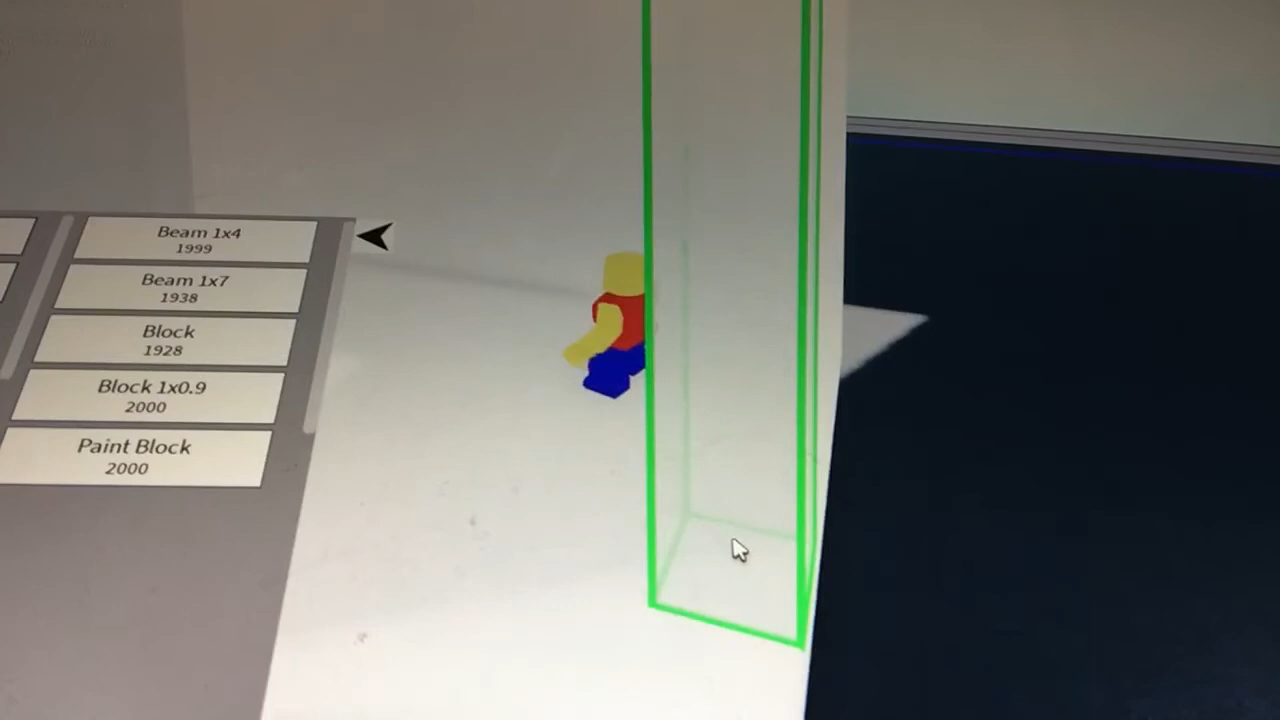 Beam 1x4
1999
Beam 1x7
1938
Block
1928
Block 1x0.9
2000
Paint Block
2000